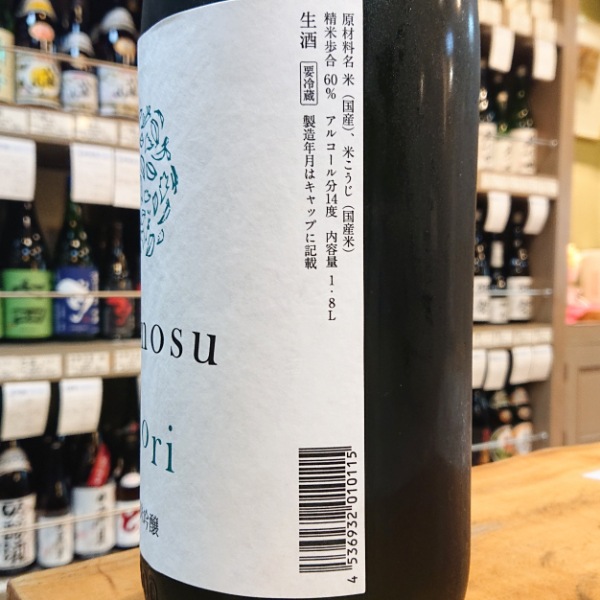 原材料名 米(国産)、米こうじ(国産米)
精米歩合 60% アルコール分14度 内容量 1.8L
生酒 要冷蔵 製造年月はキャップに記載
nosu
ori
吟醸
4 536932 010115